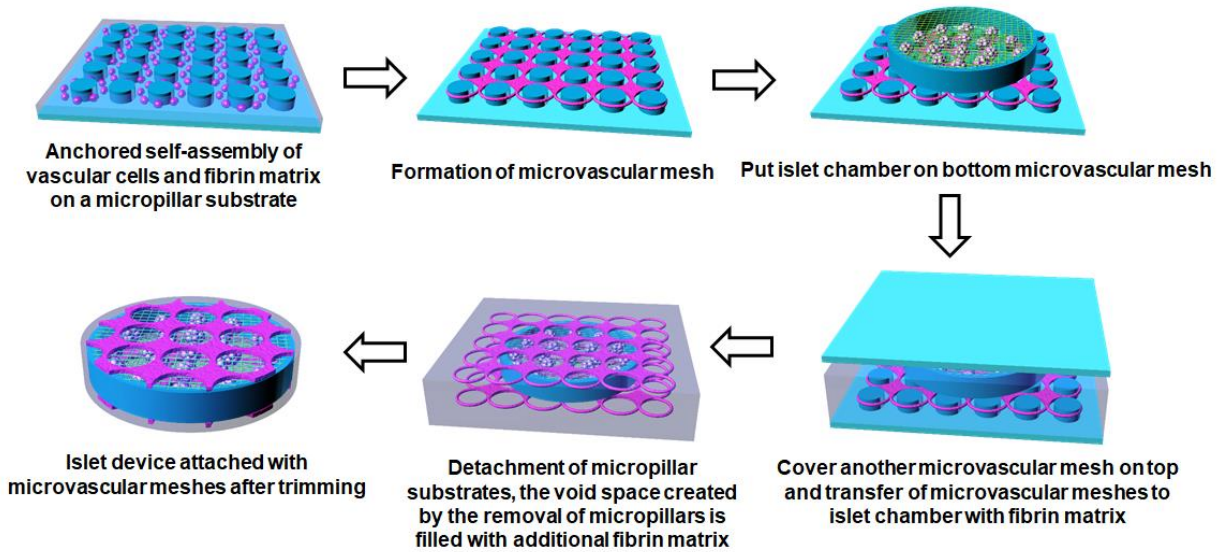 Anchored self-assembly of
vascular cells and fibrin matrix
on a micropillar substrate
Formation of microvascular mesh
Put islet chamber on bottom microvascular mesh
Cover another microvascular mesh on top
and transfer of microvascular meshes to
islet chamber with fibrin matrix
Detachment of micropillar
substrates, the void space created
by the removal of micropillars is
filled with additional fibrin matrix
Islet device attached with
microvascular meshes after trimming